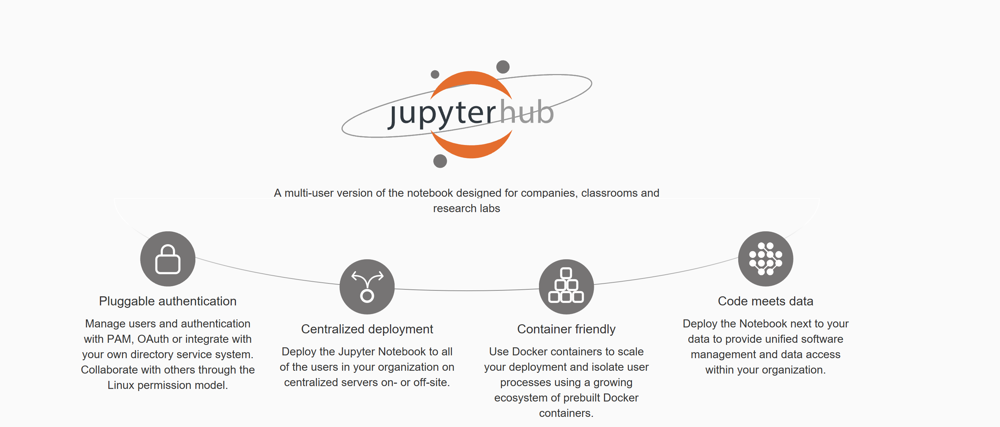 jupyterhub
A multi-user version of the notebook designed for companies, classrooms and
research labs
Pluggable authentication
Manage users and authentication
with PAM, OAuth or integrate with
your own directory service system.
Collaborate with others through the
Linux permission model.
Centralized deployment
Deploy the Jupyter Notebook to all
of the users in your organization on
centralized servers on- or off-site.
Container friendly
Use Docker containers to scale
your deployment and isolate user
processes using a growing
ecosystem of prebuilt Docker
containers.
Code meets data
Deploy the Notebook next to your
data to provide unified software
management and data access
within your organization.